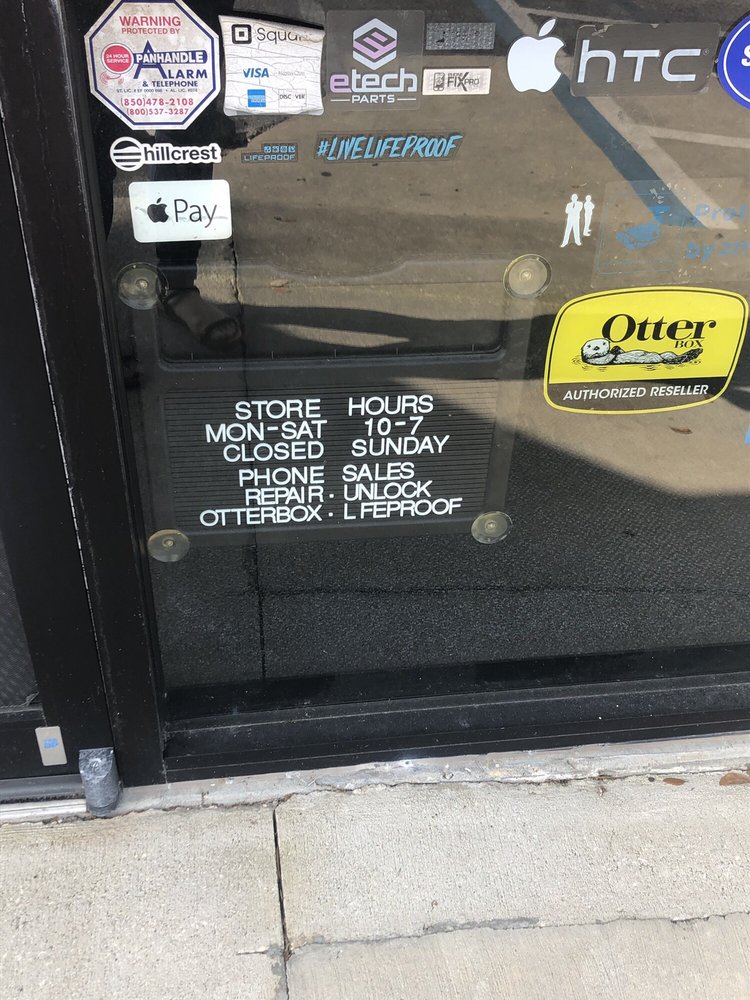 WARNING
PROTECTED BY
24 HOUR
SERVICE
PANHANDLE
ALARM
& TELEPHONE
(850)478-2108
(800)537-3287
Square
VISA
DISCOVER
etech
PARTS
FIXPRO
hTC
hillcrest
LIFEPROOF
#LIVELIFEPROOF
Pay
Otter
BOX
AUTHORIZED RESELLER
STORE HOURS
MON-SAT 10-7
CLOSED SUNDAY
PHONE SALES
REPAIR · UNLOCK
OTTERBOX · L FEPROOF